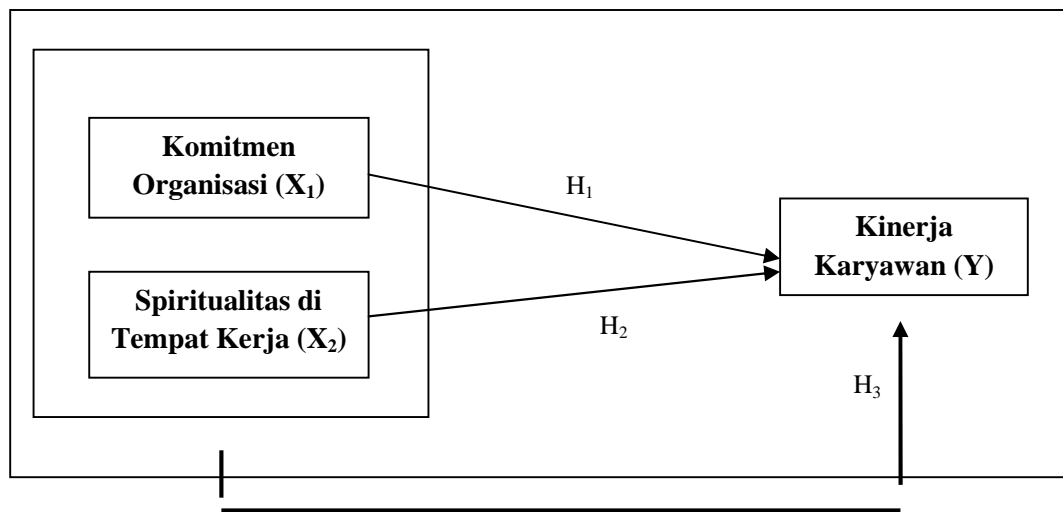 Komitmen
Organisasi (X₁)
H₁
Kinerja
Karyawan (Y)
Spiritualitas di
Tempat Kerja (X₂)
H₂
H₃